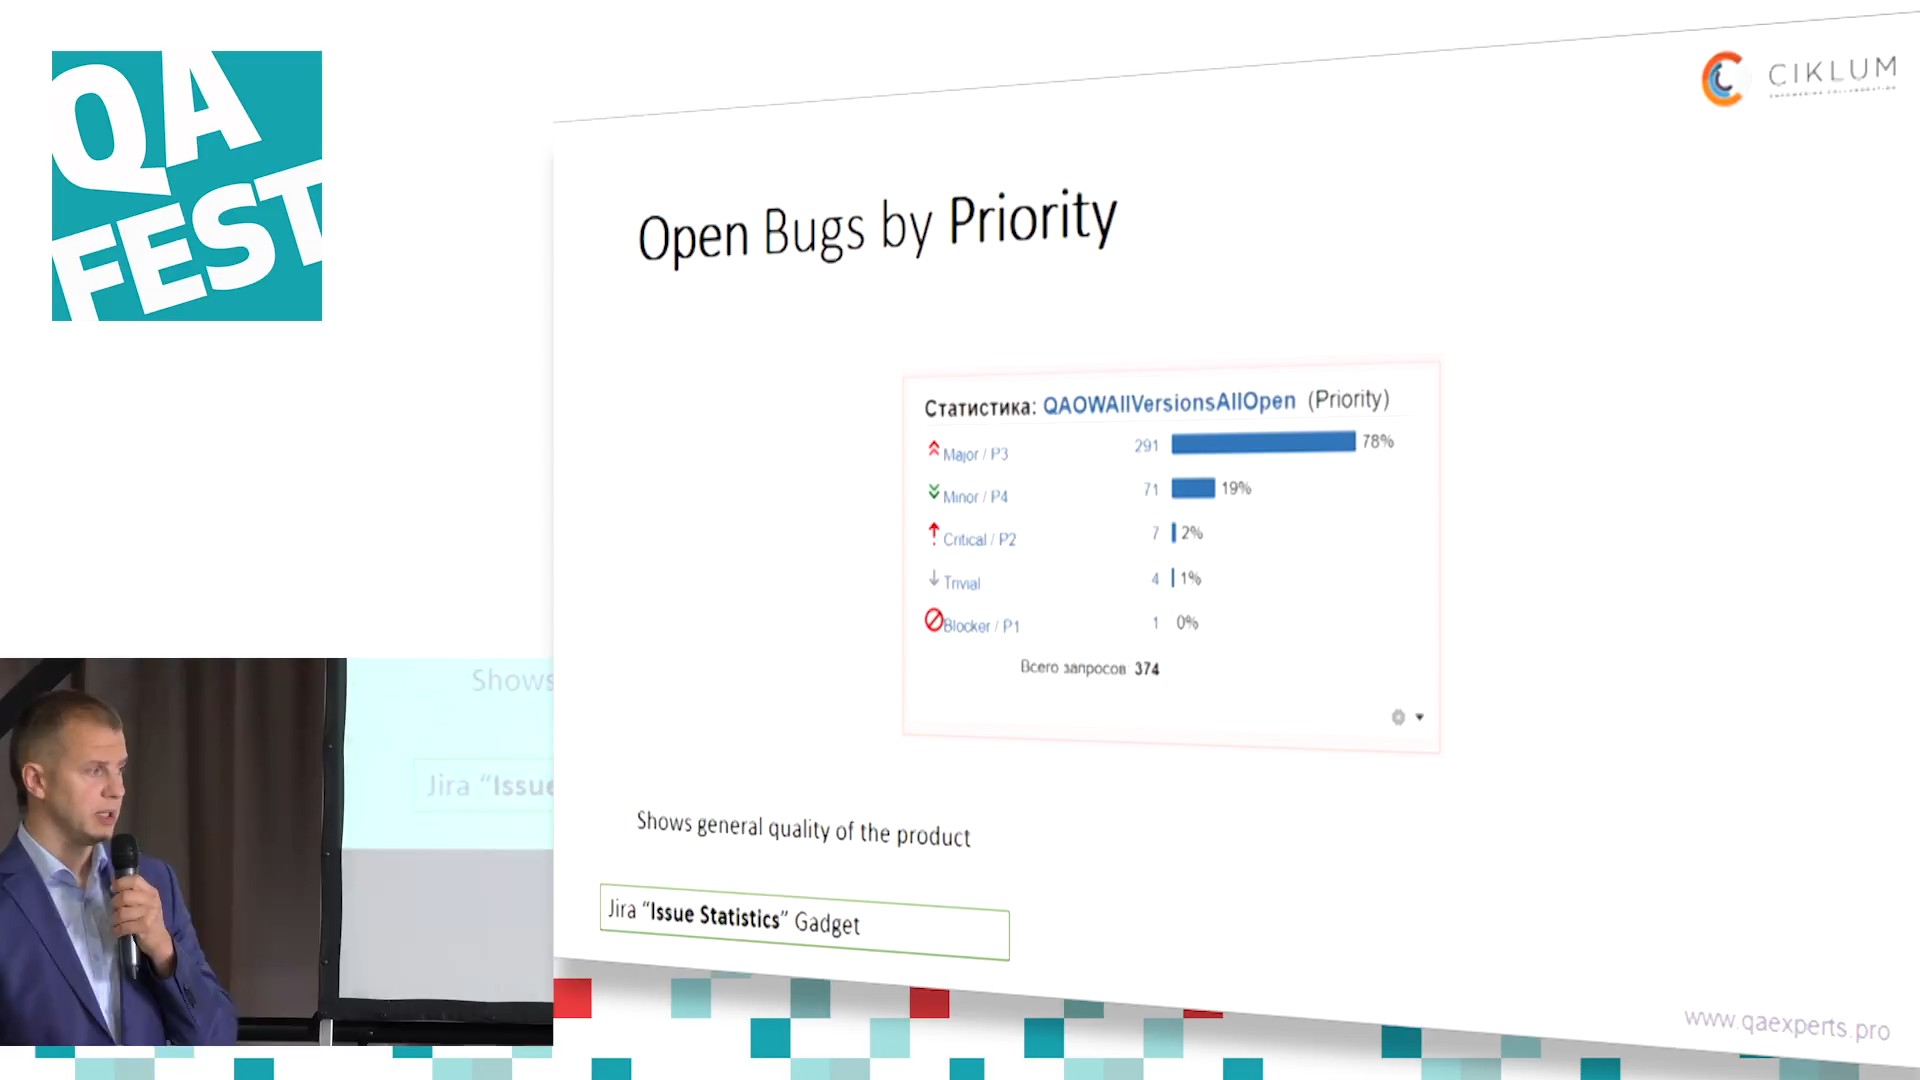 QA
FEST
CIKLUM
Open Bugs by Priority
Статистика: QAOWAllVersionsAllOpen (Priority)
Major / P3 291 78%
Minor / P4 71 19%
Critical / P2 7 2%
Trivial 4 1%
Blocker / P1 1 0%
Всего запросов: 374
Shows general quality of the product
Jira “Issue Statistics” Gadget
www.qaexperts.pro
Shows
Jira “Issue